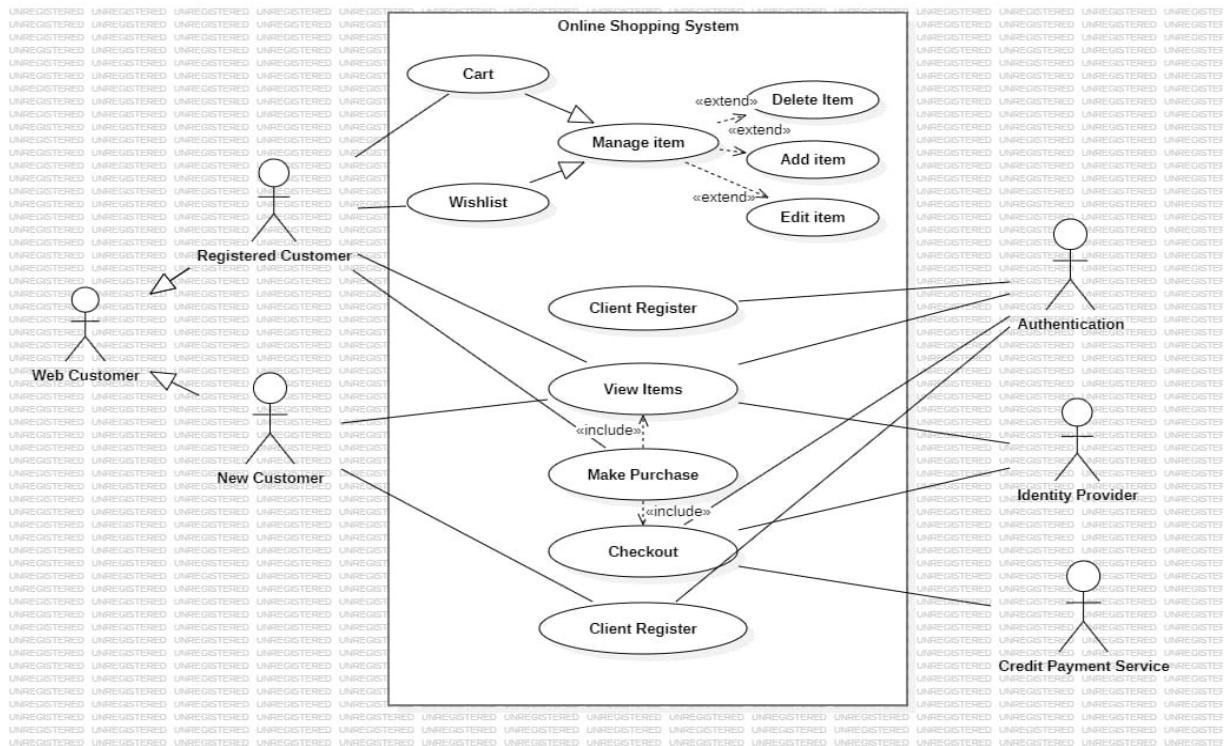 Online Shopping System
Cart
«extend»
Delete Item
«extend»
Manage item
Add item
Wishlist
«extend»
Edit item
Registered Customer
Client Register
Authentication
Web Customer
View Items
«include»
New Customer
Make Purchase
Identity Provider
«include»
Checkout
Client Register
Credit Payment Service
UNREGISTERED